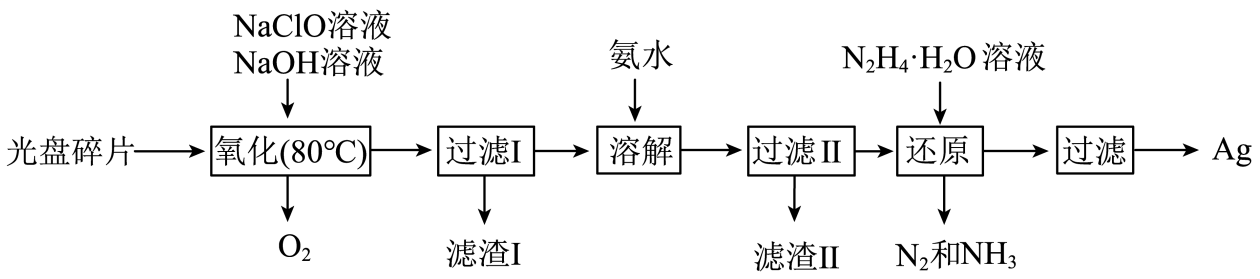 NaClO溶液
NaOH溶液
氨水
N₂H₄·H₂O溶液
光盘碎片
氧化(80℃)
过滤Ⅰ
溶解
过滤Ⅱ
还原
过滤
Ag
O₂
滤渣Ⅰ
滤渣Ⅱ
N₂和NH₃